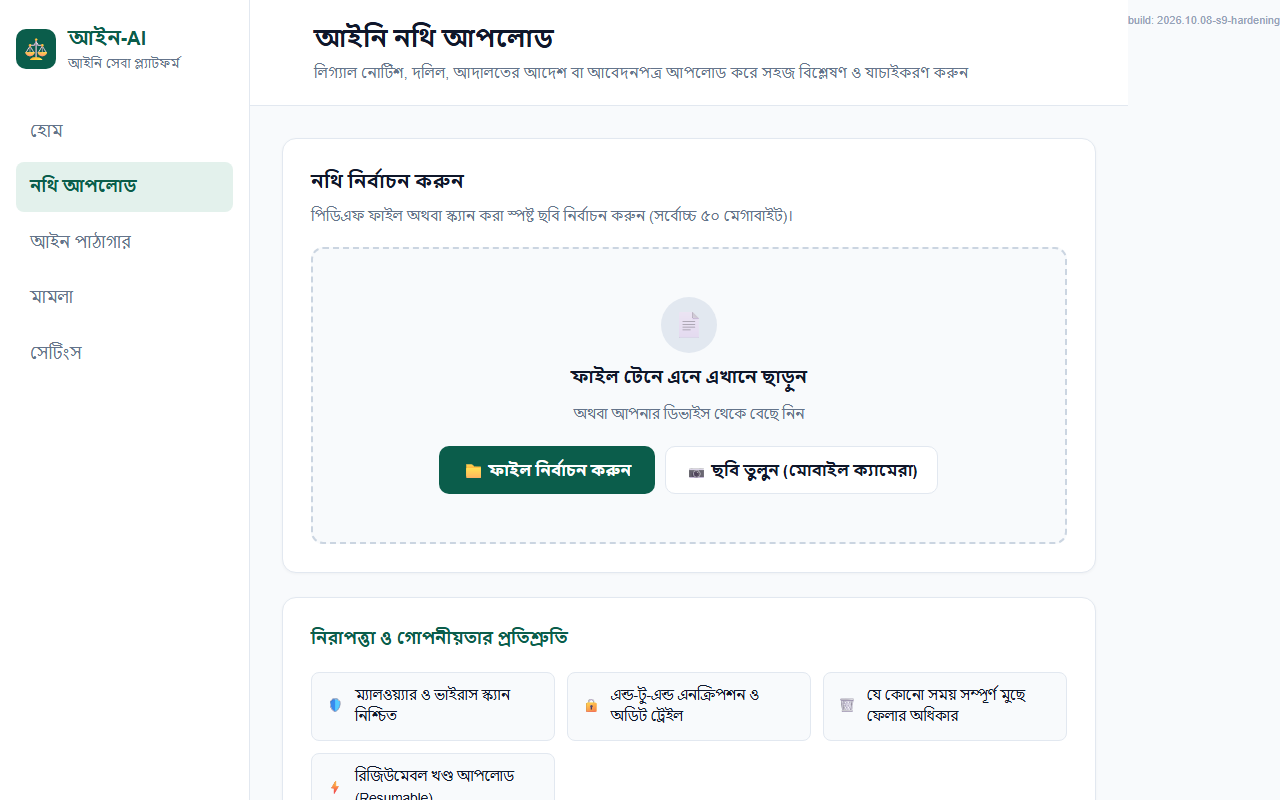 আইন-AI
আইনি সেবা প্ল্যাটফর্ম
হোম
নথি আপলোড
আইন পাঠাগার
মামলা
সেটিংস
আইনি নথি আপলোড
লিগ্যাল নোটিশ, দলিল, আদালতের আদেশ বা আবেদনপত্র আপলোড করে সহজ বিশ্লেষণ ও যাচাইকরণ করুন
build: 2026.10.08-s9-hardening
নথি নির্বাচন করুন
পিডিএফ ফাইল অথবা স্ক্যান করা স্পষ্ট ছবি নির্বাচন করুন (সর্বোচ্চ ৫০ মেগাবাইট)।
ফাইল টেনে এনে এখানে ছাড়ুন
অথবা আপনার ডিভাইস থেকে বেছে নিন
ফাইল নির্বাচন করুন
ছবি তুলুন (মোবাইল ক্যামেরা)
নিরাপত্তা ও গোপনীয়তার প্রতিশ্রুতি
ম্যালওয়্যার ও ভাইরাস স্ক্যান
নিশ্চিত
এন্ড-টু-এন্ড এনক্রিপশন ও
অডিট ট্রেইল
যে কোনো সময় সম্পূর্ণ মুছে
ফেলার অধিকার
রিজিউমেবল খণ্ড আপলোড
(Resumable)